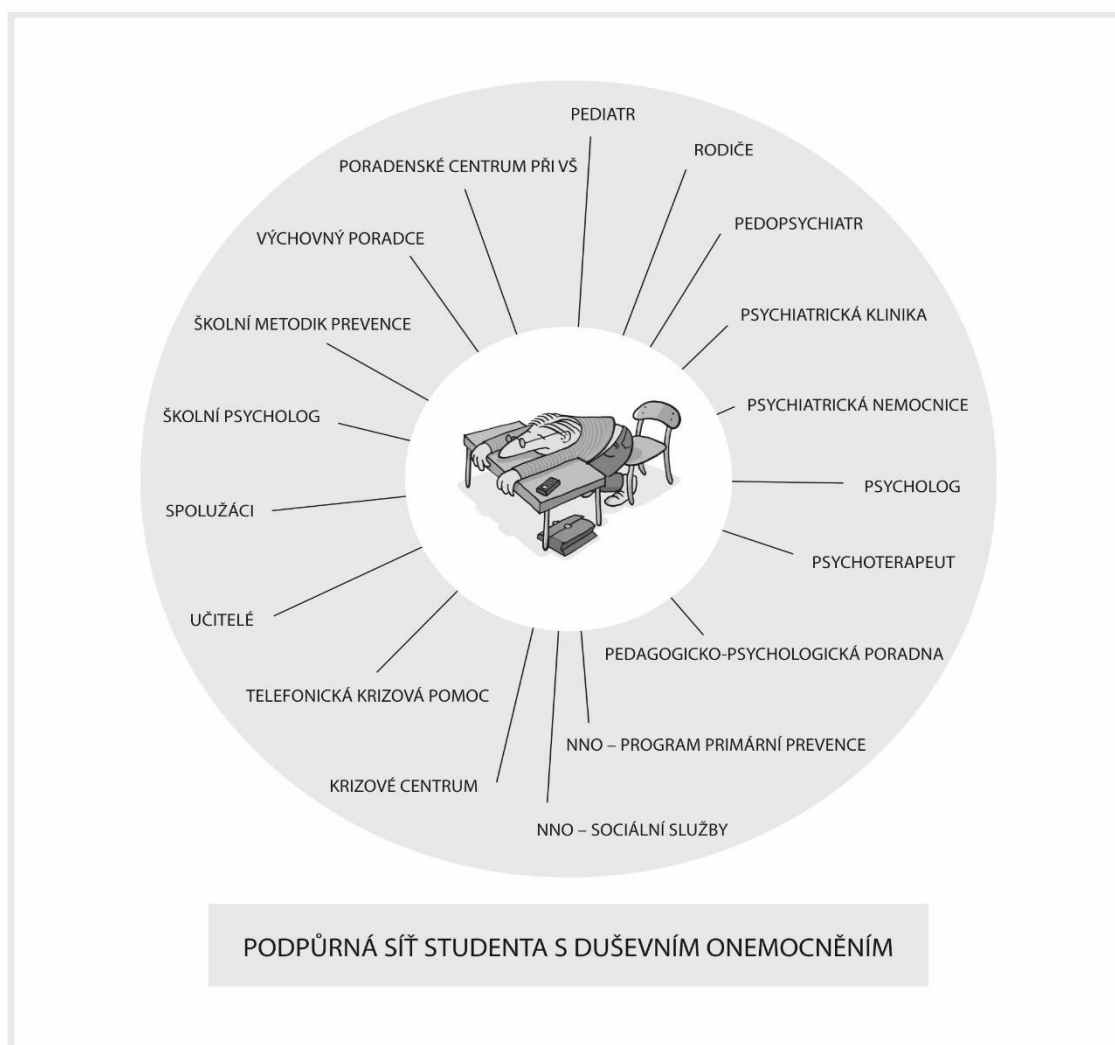 PEDIATR
RODIČE
PORADENSKÉ CENTRUM PŘI VŠ
PEDOPSYCHIATR
VÝCHOVNÝ PORADCE
PSYCHIATRICKÁ KLINIKA
ŠKOLNÍ METODIK PREVENCE
PSYCHIATRICKÁ NEMOCNICE
ŠKOLNÍ PSYCHOLOG
PSYCHOLOG
SPOLUŽÁCI
PSYCHOTERAPEUT
UČITELÉ
PEDAGOGICKO-PSYCHOLOGICKÁ PORADNA
TELEFONICKÁ KRIZOVÁ POMOC
NNO – PROGRAM PRIMÁRNÍ PREVENCE
KRIZOVÉ CENTRUM
NNO – SOCIÁLNÍ SLUŽBY
PODPŮRNÁ SÍŤ STUDENTA S DUŠEVNÍM ONEMOCNĚNÍM